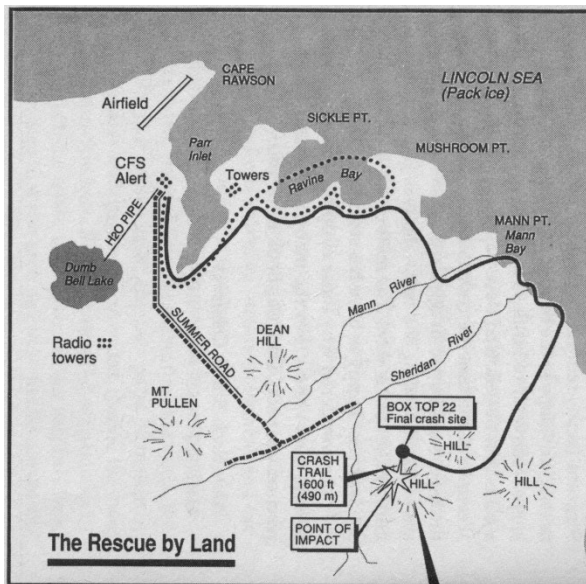 CAPE
RAWSON
LINCOLN SEA
(Pack ice)
Airfield
SICKLE PT.
Parr
Inlet
MUSHROOM PT.
CFS
Alert
Towers
Ravine Bay
H2O PIPE
MANN PT.
Mann
Bay
Dumb
Bell Lake
Mann River
SUMMER ROAD
Radio
towers
DEAN
HILL
Sheridan River
MT.
PULLEN
BOX TOP 22
Final crash site
HILL
CRASH
TRAIL
1600 ft
(490 m)
HILL
HILL
POINT OF
IMPACT
The Rescue by Land